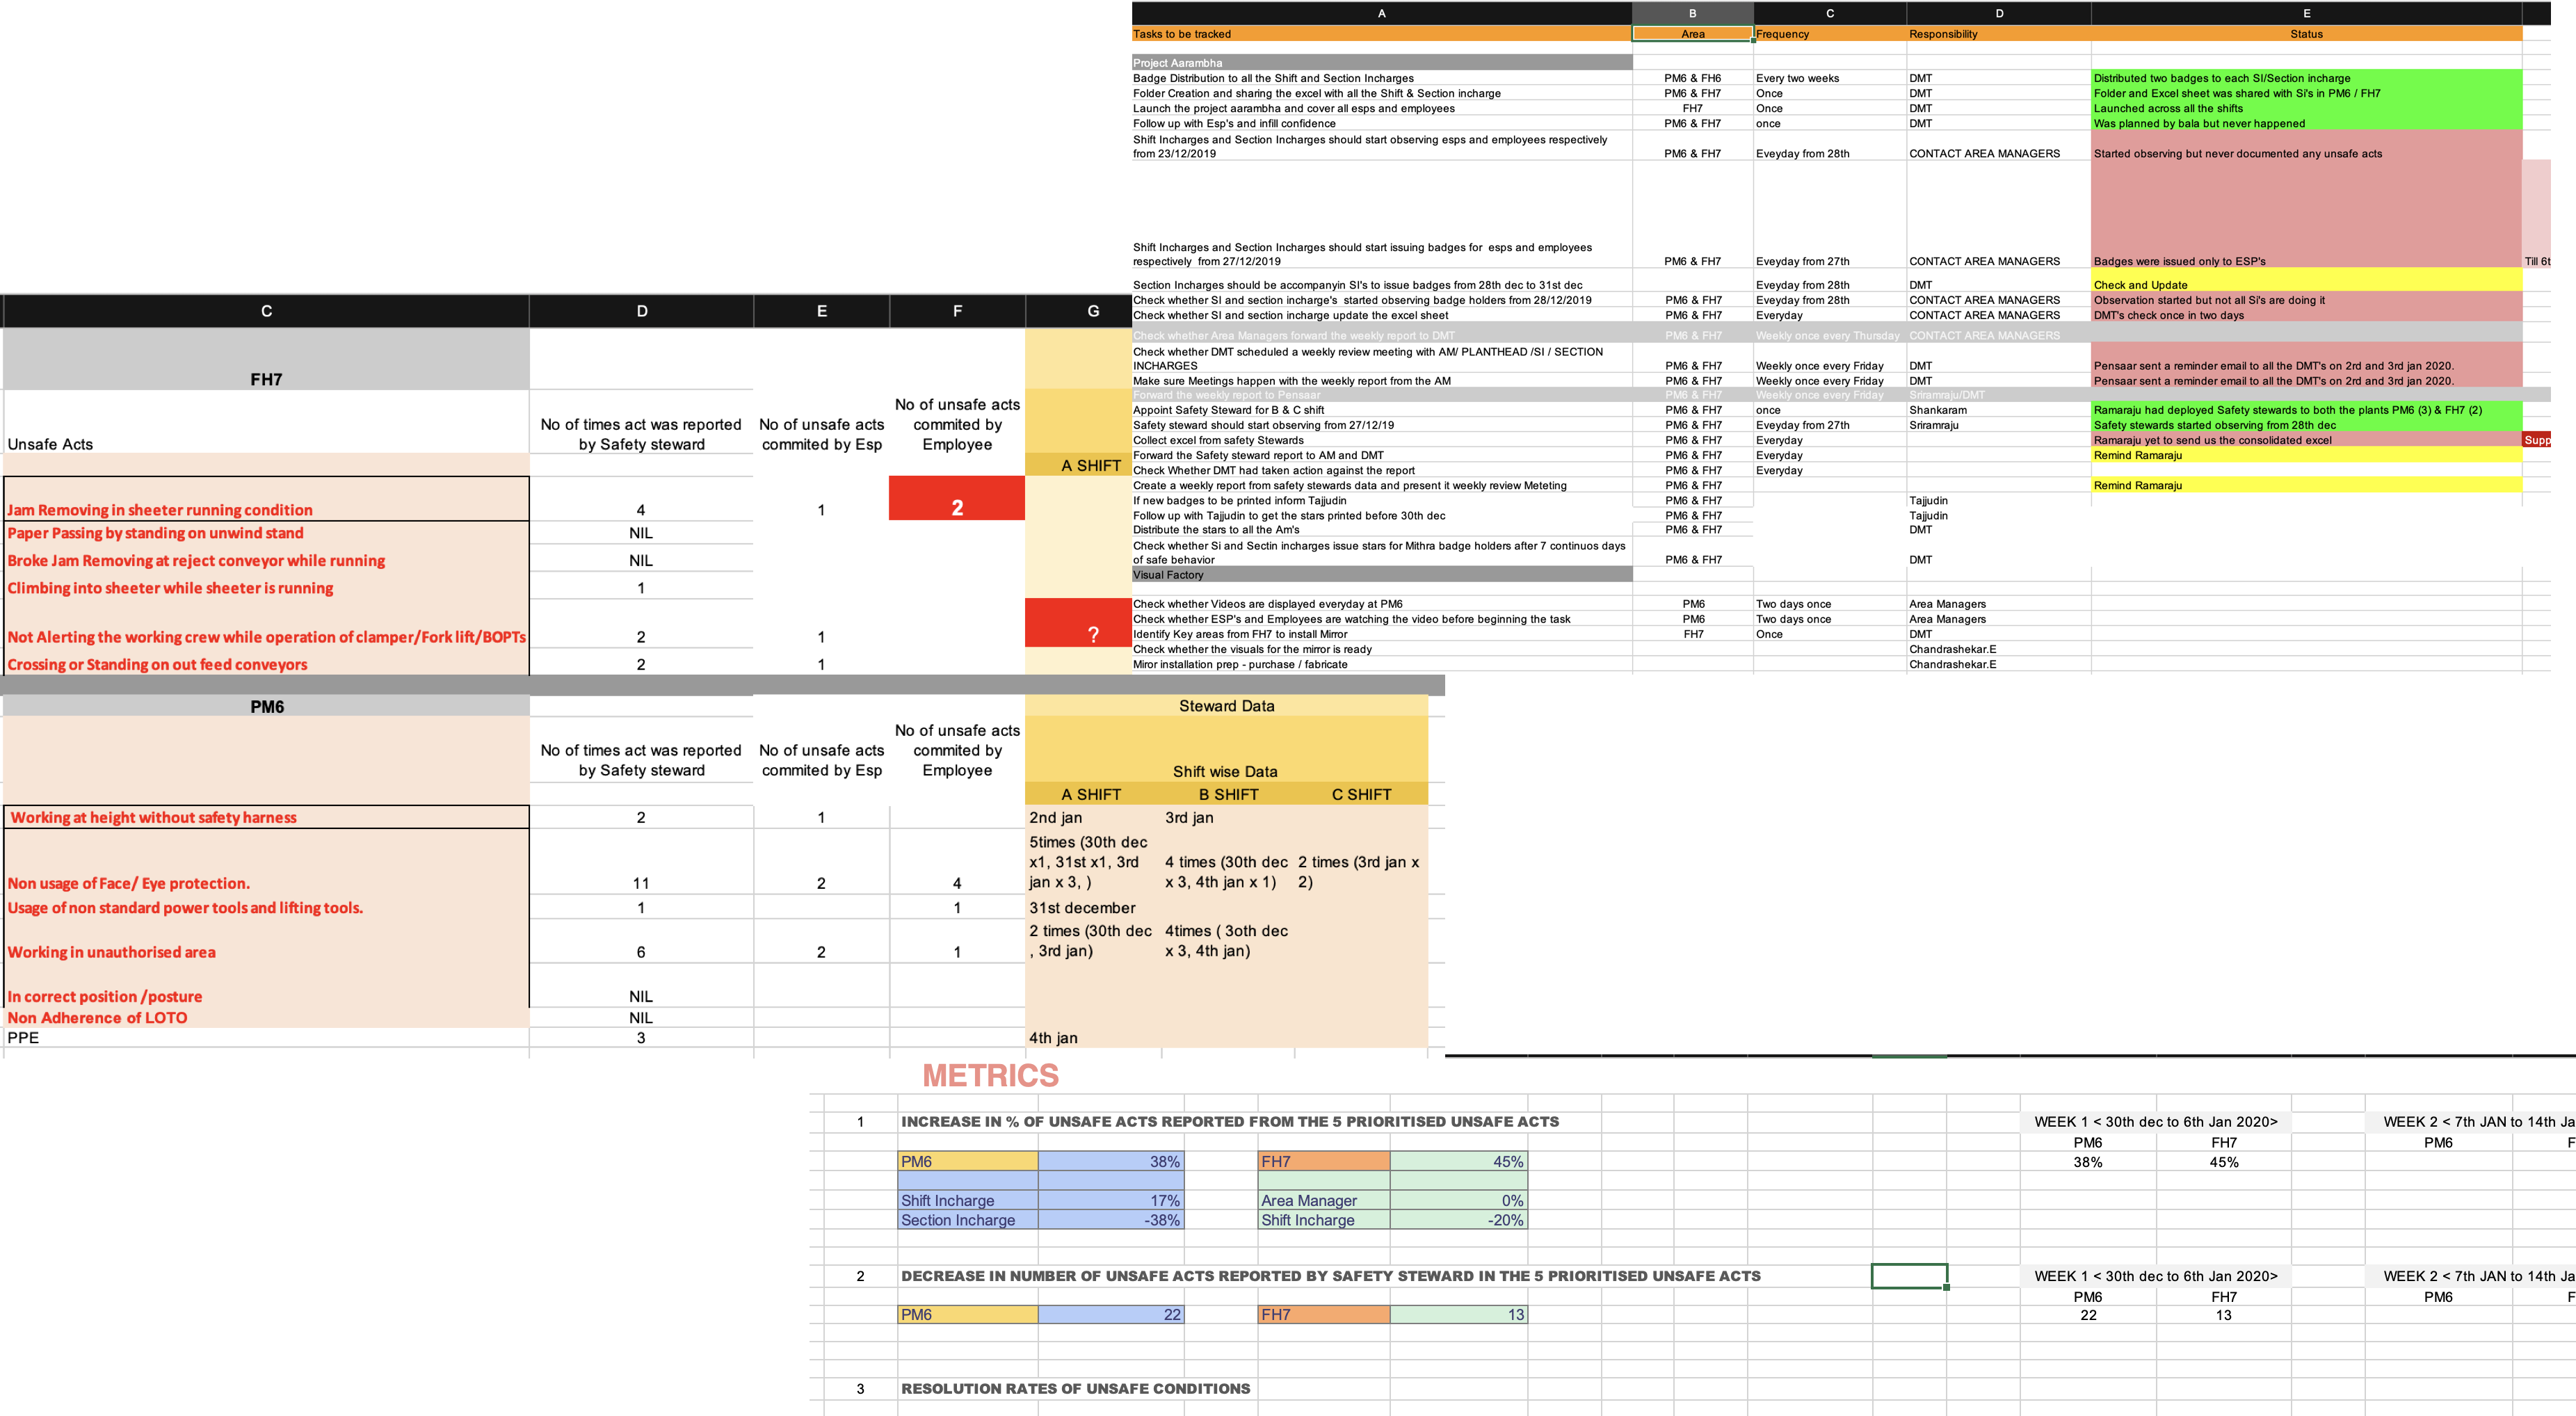 A B C D E
Tasks to be tracked Area Frequency Responsibility Status
Project Aarambha
Badge Distribution to all the Shift and Section Incharges PM6 & FH6 Every two weeks DMT Distributed two badges to each SI/Section incharge
Folder Creation and sharing the excel with all the Shift & Section incharge PM6 & FH7 Once DMT Folder and Excel sheet was shared with Si's in PM6 / FH7
Launch the project aarambha and cover all esps and employees FH7 Once DMT Launched across all the shifts
Follow up with Esp's and infill confidence PM6 & FH7 once DMT Was planned by bala but never happened
Shift Incharges and Section Incharges should start observing esps and employees respectively
from 23/12/2019 PM6 & FH7 Eveyday from 28th CONTACT AREA MANAGERS Started observing but never documented any unsafe acts
Shift Incharges and Section Incharges should start issuing badges for esps and employees
respectively from 27/12/2019 PM6 & FH7 Eveyday from 27th CONTACT AREA MANAGERS Badges were issued only to ESP's Till 6t
Section Incharges should be accompanyin SI's to issue badges from 28th dec to 31st dec Eveyday from 28th DMT Check and Update
Check whether SI and section incharge's started observing badge holders from 28/12/2019 PM6 & FH7 Eveyday from 28th CONTACT AREA MANAGERS Observation started but not all Si's are doing it
Check whether SI and section incharge update the excel sheet PM6 & FH7 Everyday CONTACT AREA MANAGERS DMT's check once in two days
Check whether Area Managers forward the weekly report to DMT PM6 & FH7 Weekly once every Thursday CONTACT AREA MANAGERS
Check whether DMT scheduled a weekly review meeting with AM/ PLANTHEAD /SI / SECTION
INCHARGES PM6 & FH7 Weekly once every Friday DMT Pensaar sent a reminder email to all the DMT's on 2rd and 3rd jan 2020.
Make sure Meetings happen with the weekly report from the AM PM6 & FH7 Weekly once every Friday DMT Pensaar sent a reminder email to all the DMT's on 2rd and 3rd jan 2020.
Forward the weekly report to Pensaar PM6 & FH7 Weekly once every Friday Sriramraju/DMT
Appoint Safety Steward for B & C shift PM6 & FH7 once Shankaram Ramaraju had deployed Safety stewards to both the plants PM6 (3) & FH7 (2)
Safety steward should start observing from 27/12/19 PM6 & FH7 Eveyday from 27th Sriramraju Safety stewards started observing from 28th dec
Collect excel from safety Stewards PM6 & FH7 Everyday Ramaraju yet to send us the consolidated excel Supp
Forward the Safety steward report to AM and DMT PM6 & FH7 Everyday Remind Ramaraju
Check Whether DMT had taken action against the report PM6 & FH7 Everyday
Create a weekly report from safety stewards data and present it weekly review Meteting PM6 & FH7 Remind Ramaraju
If new badges to be printed inform Tajjudin PM6 & FH7 Tajjudin
Follow up with Tajjudin to get the stars printed before 30th dec PM6 & FH7 Tajjudin
Distribute the stars to all the Am's PM6 & FH7 DMT
Check whether Si and Sectin incharges issue stars for Mithra badge holders after 7 continuos days
of safe behavior PM6 & FH7 DMT
Visual Factory
Check whether Videos are displayed everyday at PM6 PM6 Two days once Area Managers
Check whether ESP's and Employees are watching the video before beginning the task PM6 Two days once Area Managers
Identify Key areas from FH7 to install Mirror FH7 Once DMT
Check whether the visuals for the mirror is ready Chandrashekar.E
Miror installation prep - purchase / fabricate Chandrashekar.E
C D E F G
FH7
Unsafe Acts
No of times act was reported
by Safety steward
No of unsafe acts
commited by Esp
No of unsafe acts
commited by
Employee
A SHIFT
Jam Removing in sheeter running condition 4 1 2
Paper Passing by standing on unwind stand NIL
Broke Jam Removing at reject conveyor while running NIL
Climbing into sheeter while sheeter is running 1
Not Alerting the working crew while operation of clamper/Fork lift/BOPTs 2 1 ?
Crossing or Standing on out feed conveyors 2 1
PM6 Steward Data
No of times act was reported
by Safety steward
No of unsafe acts
commited by Esp
No of unsafe acts
commited by
Employee
Shift wise Data
A SHIFT B SHIFT C SHIFT
Working at height without safety harness 2 1 2nd jan 3rd jan
Non usage of Face/ Eye protection. 11 2 4
5times (30th dec
x1, 31st x1, 3rd
jan x 3, )
4 times (30th dec
x 3, 4th jan x 1)
2 times (3rd jan x
2)
Usage of non standard power tools and lifting tools. 1 1 31st december
Working in unauthorised area 6 2 1
2 times (30th dec
, 3rd jan)
4times ( 3oth dec
x 3, 4th jan)
In correct position /posture NIL
Non Adherence of LOTO NIL
PPE 3 4th jan
METRICS
1 INCREASE IN % OF UNSAFE ACTS REPORTED FROM THE 5 PRIORITISED UNSAFE ACTS WEEK 1 < 30th dec to 6th Jan 2020> WEEK 2 < 7th JAN to 14th Ja
PM6 FH7 PM6 F
PM6 38% FH7 45% 38% 45%
Shift Incharge 17% Area Manager 0%
Section Incharge -38% Shift Incharge -20%
2 DECREASE IN NUMBER OF UNSAFE ACTS REPORTED BY SAFETY STEWARD IN THE 5 PRIORITISED UNSAFE ACTS WEEK 1 < 30th dec to 6th Jan 2020> WEEK 2 < 7th JAN to 14th Ja
PM6 FH7 PM6 F
PM6 22 FH7 13 22 13
3 RESOLUTION RATES OF UNSAFE CONDITIONS